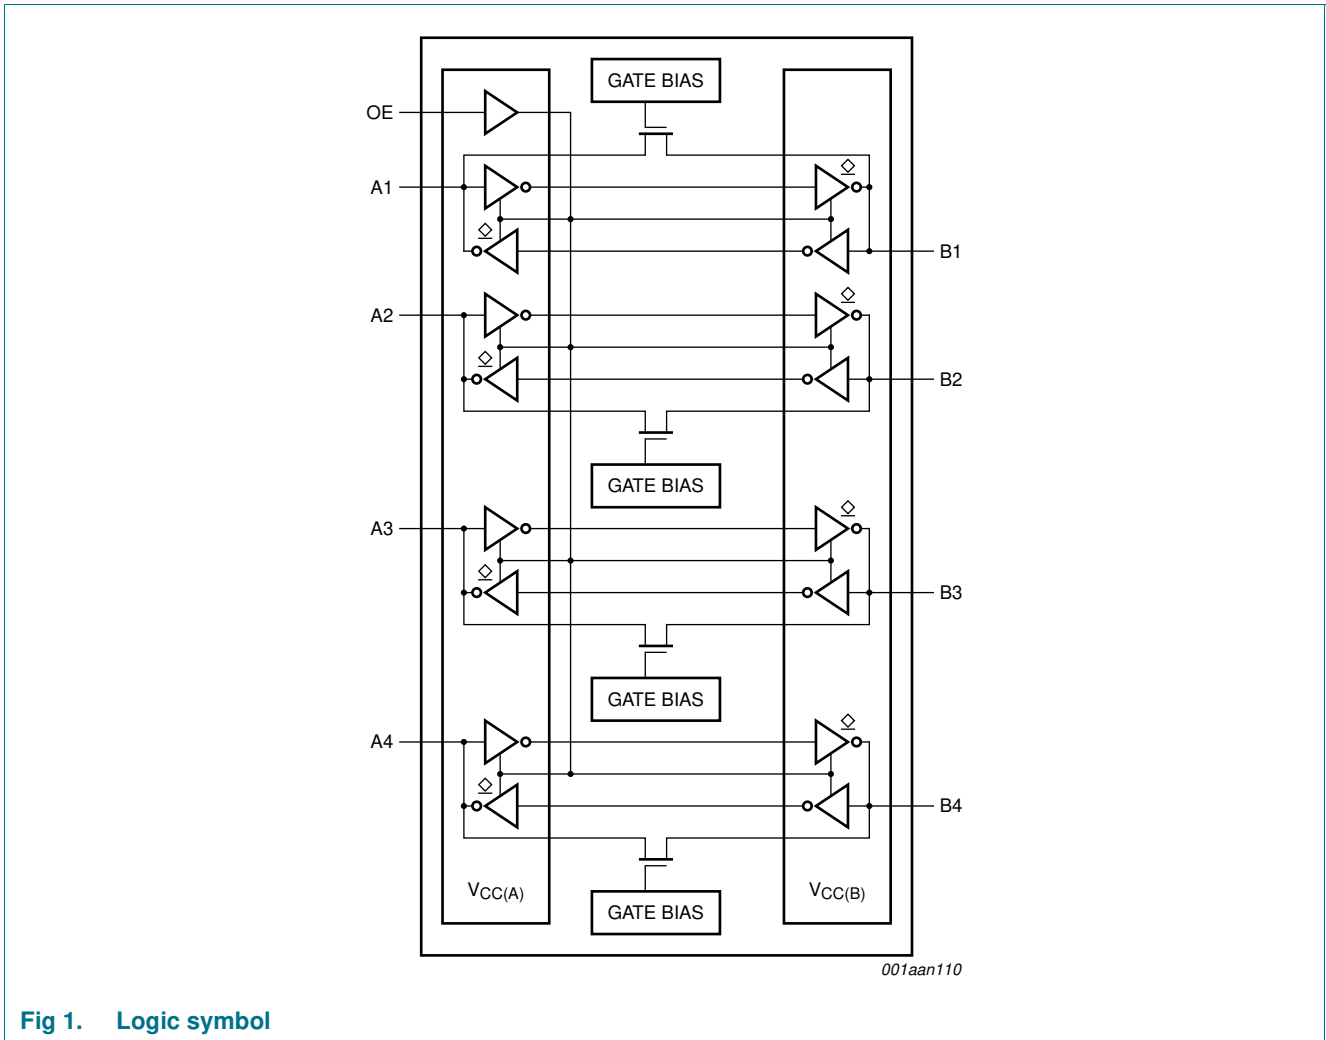 GATE BIAS
OE
A1
B1
A2
B2
GATE BIAS
A3
B3
GATE BIAS
A4
B4
VCC(A)
VCC(B)
GATE BIAS
001aan110
Fig 1. Logic symbol